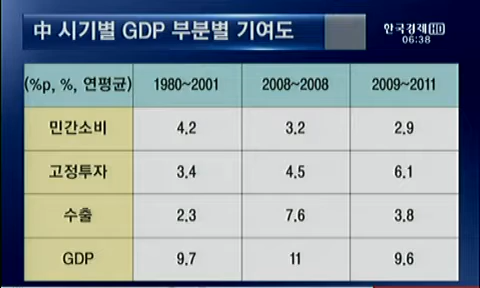 中 시기별 GDP 부분별 기여도
한국경제 HD
06:38
(%p, %, 연평균) 1980~2001 2008~2008 2009~2011
민간소비 4.2 3.2 2.9
고정투자 3.4 4.5 6.1
수출 2.3 7.6 3.8
GDP 9.7 11 9.6